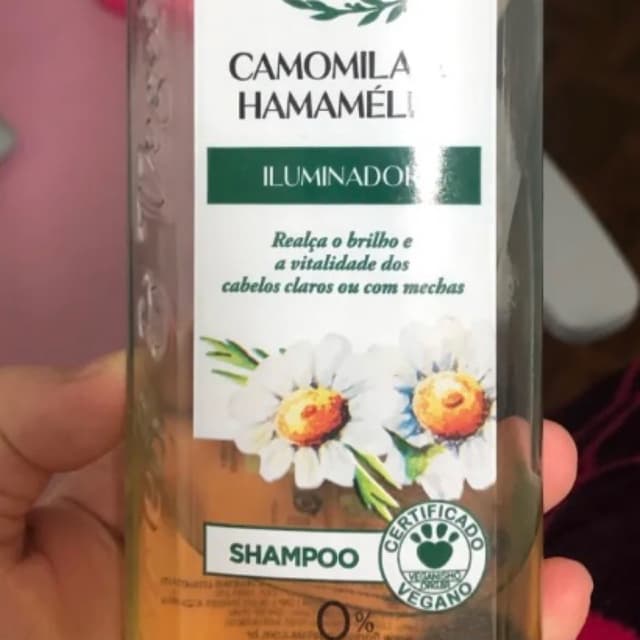 CAMOMILA
HAMAMÉLI
ILUMINADOR
Realça o brilho e
a vitalidade dos
cabelos claros ou com mechas
SHAMPOO
CERTIFICADO
VEGANO
0%